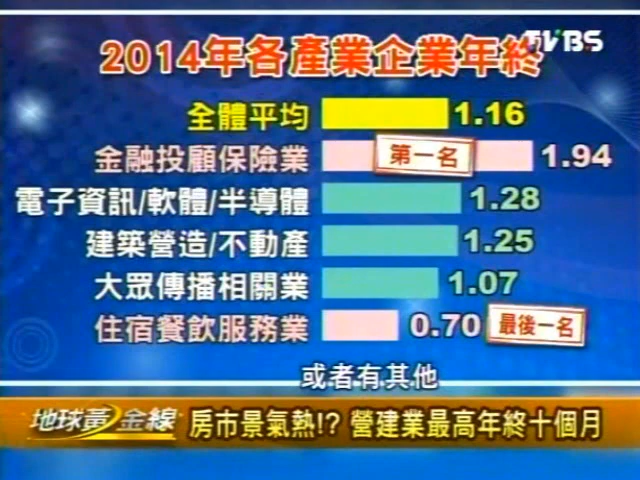 TVBS
2014年各產業企業年終
全體平均 1.16
金融投顧保險業 第一名 1.94
電子資訊/軟體/半導體 1.28
建築營造/不動產 1.25
大眾傳播相關業 1.07
住宿餐飲服務業 0.70 最後一名
或者有其他
地球黃金線 房市景氣熱!? 營建業最高年終十個月